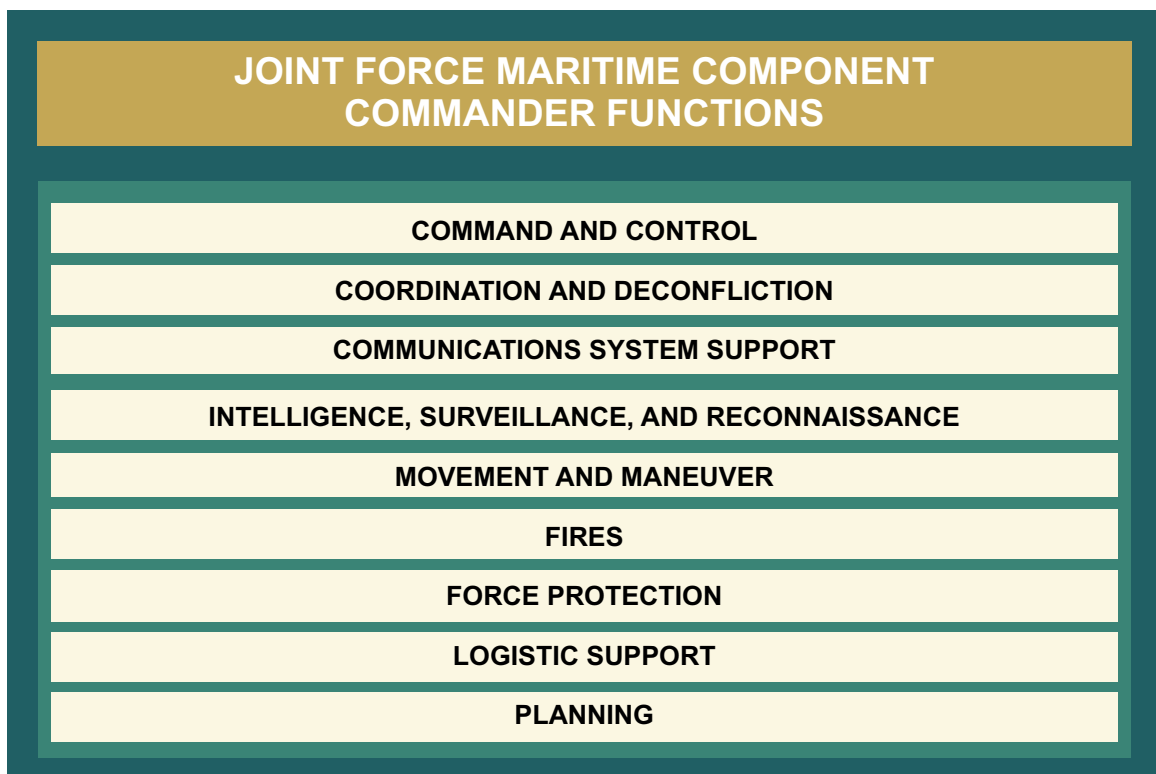 JOINT FORCE MARITIME COMPONENT
COMMANDER FUNCTIONS
COMMAND AND CONTROL
COORDINATION AND DECONFLICTION
COMMUNICATIONS SYSTEM SUPPORT
INTELLIGENCE, SURVEILLANCE, AND RECONNAISSANCE
MOVEMENT AND MANEUVER
FIRES
FORCE PROTECTION
LOGISTIC SUPPORT
PLANNING